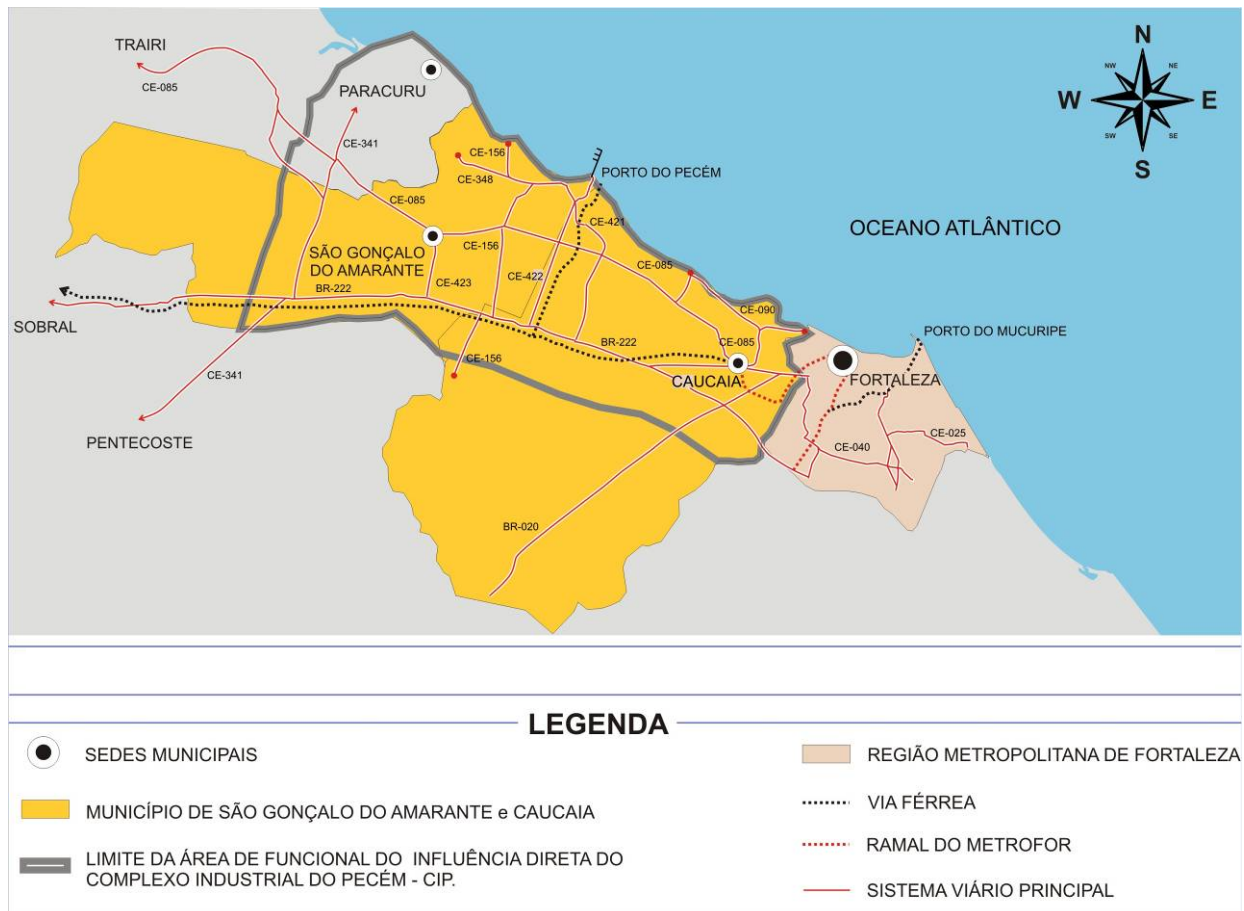 TRAIRI
CE-085
PARACURU
CE-341
CE-156
CE-348
PORTO DO PECÉM
CE-085
CE-421
SÃO GONÇALO
DO AMARANTE
CE-156
CE-422
CE-423
CE-085
BR-222
CE-090
SOBRAL
CE-341
CE-156
BR-222
CE-085
PORTO DO MUCURIPE
CAUCAIA
FORTALEZA
PENTECOSTE
CE-040
CE-025
BR-020
OCEANO ATLÂNTICO
N
NW
NE
W
E
SW
SE
S
LEGENDA
SEDES MUNICIPAIS
MUNICÍPIO DE SÃO GONÇALO DO AMARANTE e CAUCAIA
LIMITE DA ÁREA DE FUNCIONAL DO INFLUÊNCIA DIRETA DO
COMPLEXO INDUSTRIAL DO PECÉM - CIP.
REGIÃO METROPOLITANA DE FORTALEZA
VIA FÉRREA
RAMAL DO METROFOR
SISTEMA VIÁRIO PRINCIPAL